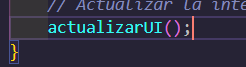 // Actualizar la inte
actualizarUI();
}